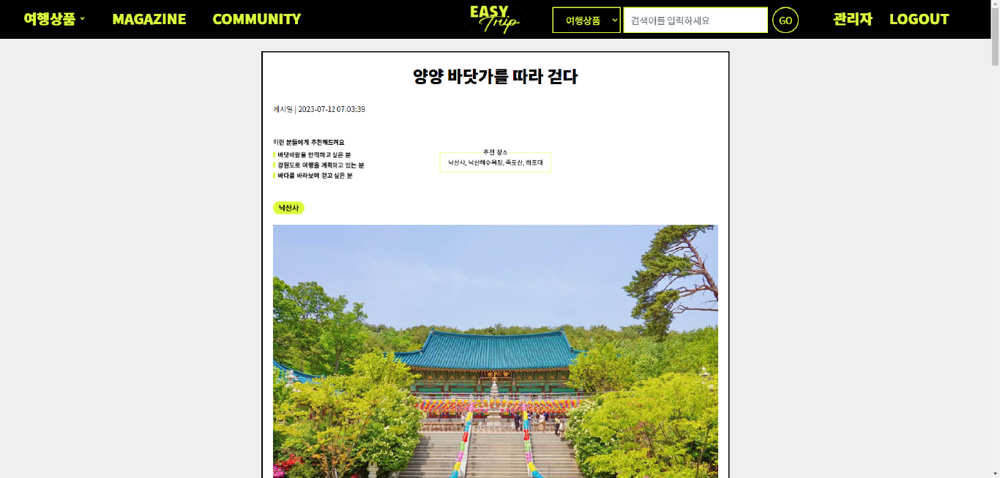 여행상품
MAGAZINE
COMMUNITY
EASY
Trip
여행상품
검색어를 입력하세요
GO
관리자
LOGOUT
양양 바닷가를 따라 걷다
게시일 | 2023-07-12 07:03:39
이런 분들에게 추천해드려요
바닷바람을 만끽하고 싶은 분
강원도로 여행을 계획하고 있는 분
바다를 바라보며 걷고 싶은 분
추천 장소
낙산사, 낙산해수욕장, 죽도산, 하조대
낙산사